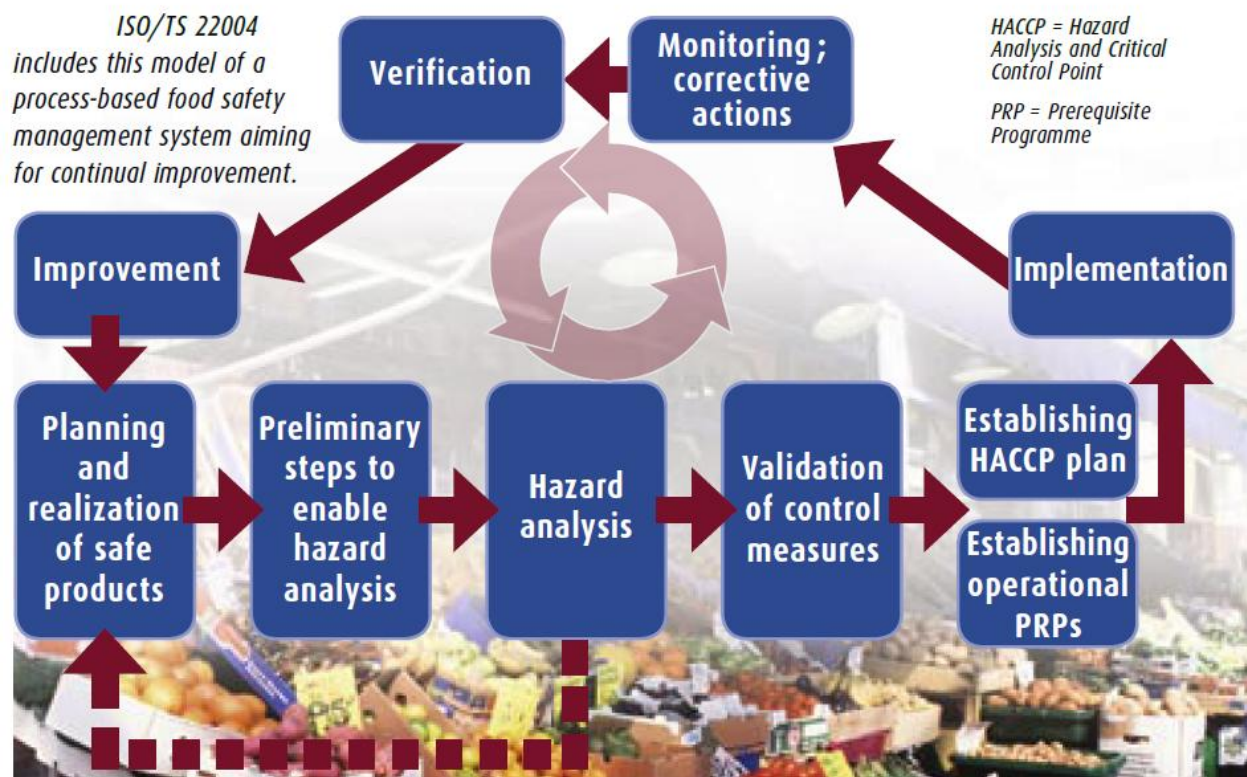 ISO/TS 22004
includes this model of a
process-based food safety
management system aiming
for continual improvement.
Verification
Monitoring ;
corrective
actions
HACCP = Hazard
Analysis and Critical
Control Point
PRP = Prerequisite
Programme
Improvement
Implementation
Planning
and
realization
of safe
products
Preliminary
steps to
enable
hazard
analysis
Hazard
analysis
Validation
of control
measures
Establishing
HACCP plan
Establishing
operational
PRPs